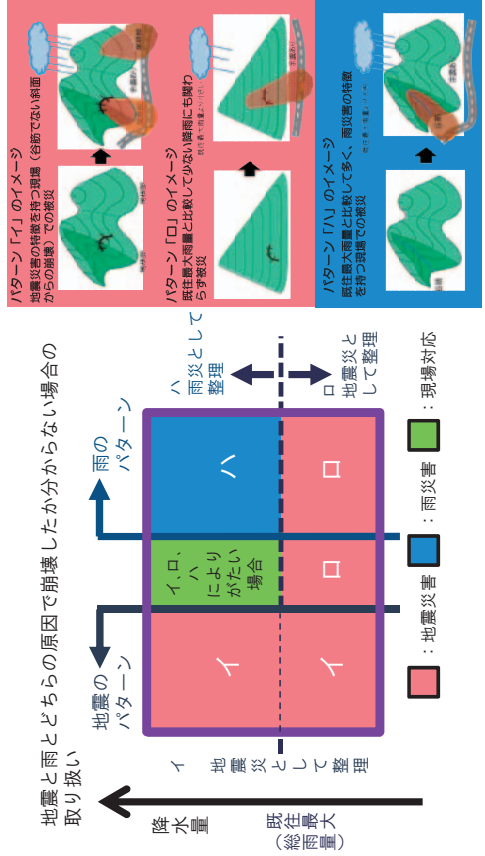 地震と雨とどちらの原因で崩壊したか分からない場合の
取り扱い
地震の
パターン
雨の
パターン
降水量
既往最大
（総雨量）
イ　地震災として整理
イ
イ、ロ、
ハ
により
がたい
場合
ハ
イ
ロ
ロ
ハ
雨災として
整理
ロ
地震災と
して整理
：地震災害
：雨災害
：現場対応
パターン「イ」のイメージ
地震災害の特徴を持つ現場（谷筋でない斜面
からの崩壊）での被災
パターン「ロ」のイメージ
既往最大雨量と比較して少ない降雨にも関わ
らず被災
既往最大雨量より小さい
パターン「ハ」のイメージ
既往最大雨量と比較して多く、雨災害の特徴
を持つ現場での被災